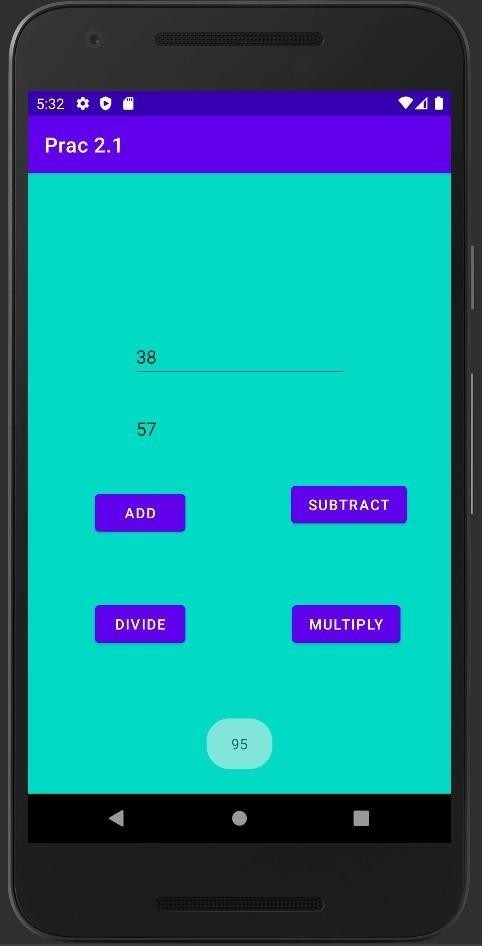 5:32
Prac 2.1
38
57
ADD
SUBTRACT
DIVIDE
MULTIPLY
95